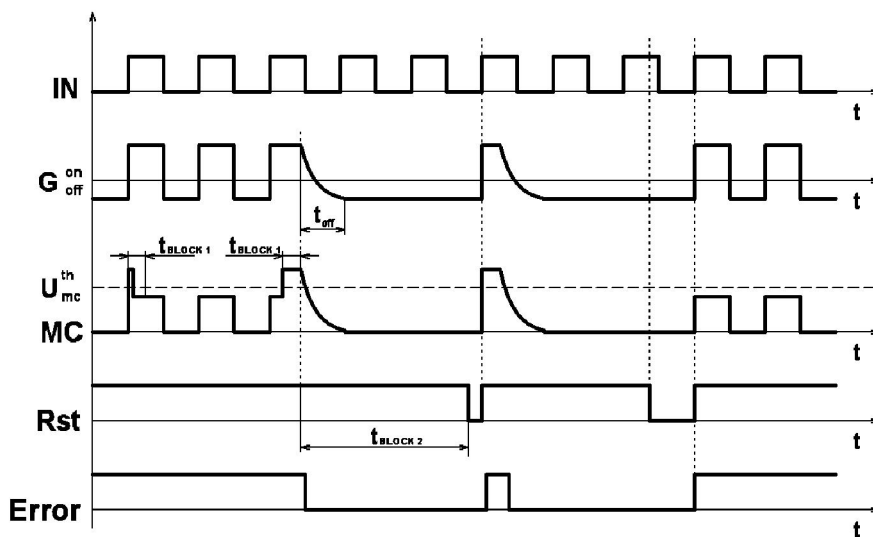 IN
t
G on off
t
t off
t BLOCK 1
t BLOCK 1
U th mc
MC
t
Rst
t
t BLOCK 2
Error
t